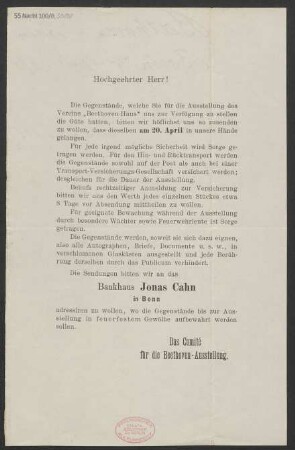 55 Nachl 100/B,
Hochgeehrter Herr!
Die Gegenstände, welche Sie für die Ausstellung des
Vereins „Beethoven-Haus" uns zur Verfügung zu stellen
die Güte hatten, bitten wir höflichst uns so zusenden
zu wollen, dass dieselben am 20. April in unsere Hände
gelangen.
Für jede irgend mögliche Sicherheit wird Sorge ge-
tragen werden. Für den Hin- und Rücktransport werden
die Gegenstände sowohl auf der Post als auch bei einer
Transport-Versicherungs-Gesellschaft versichert werden;
desgleichen für die Dauer der Ausstellung.
Behufs rechtzeitiger Anmeldung zur Versicherung
bitten wir uns den Werth jedes einzelnen Stückes etwa
8 Tage vor Absendung mittheilen zu wollen.
Für geeignete Bewachung während der Ausstellung
durch besondere Wächter sowie Feuerwehrleute ist Sorge
getragen.
Die Gegenstände werden, soweit sie sich dazu eignen,
also alle Autographen, Briefe, Documente u. s. w., in
verschlossenen Glaskästen ausgestellt und jede Berüh-
rung derselben durch das Publicum verhindert.
Die Sendungen bitten wir an das
Bankhaus Jonas Cahn
in Bonn
adressiren zu wollen, wo die Gegenstände bis zur Aus-
stellung in feuerfestem Gewölbe aufbewahrt werden
sollen.
Das Comité
für die Beethoven-Ausstellung.